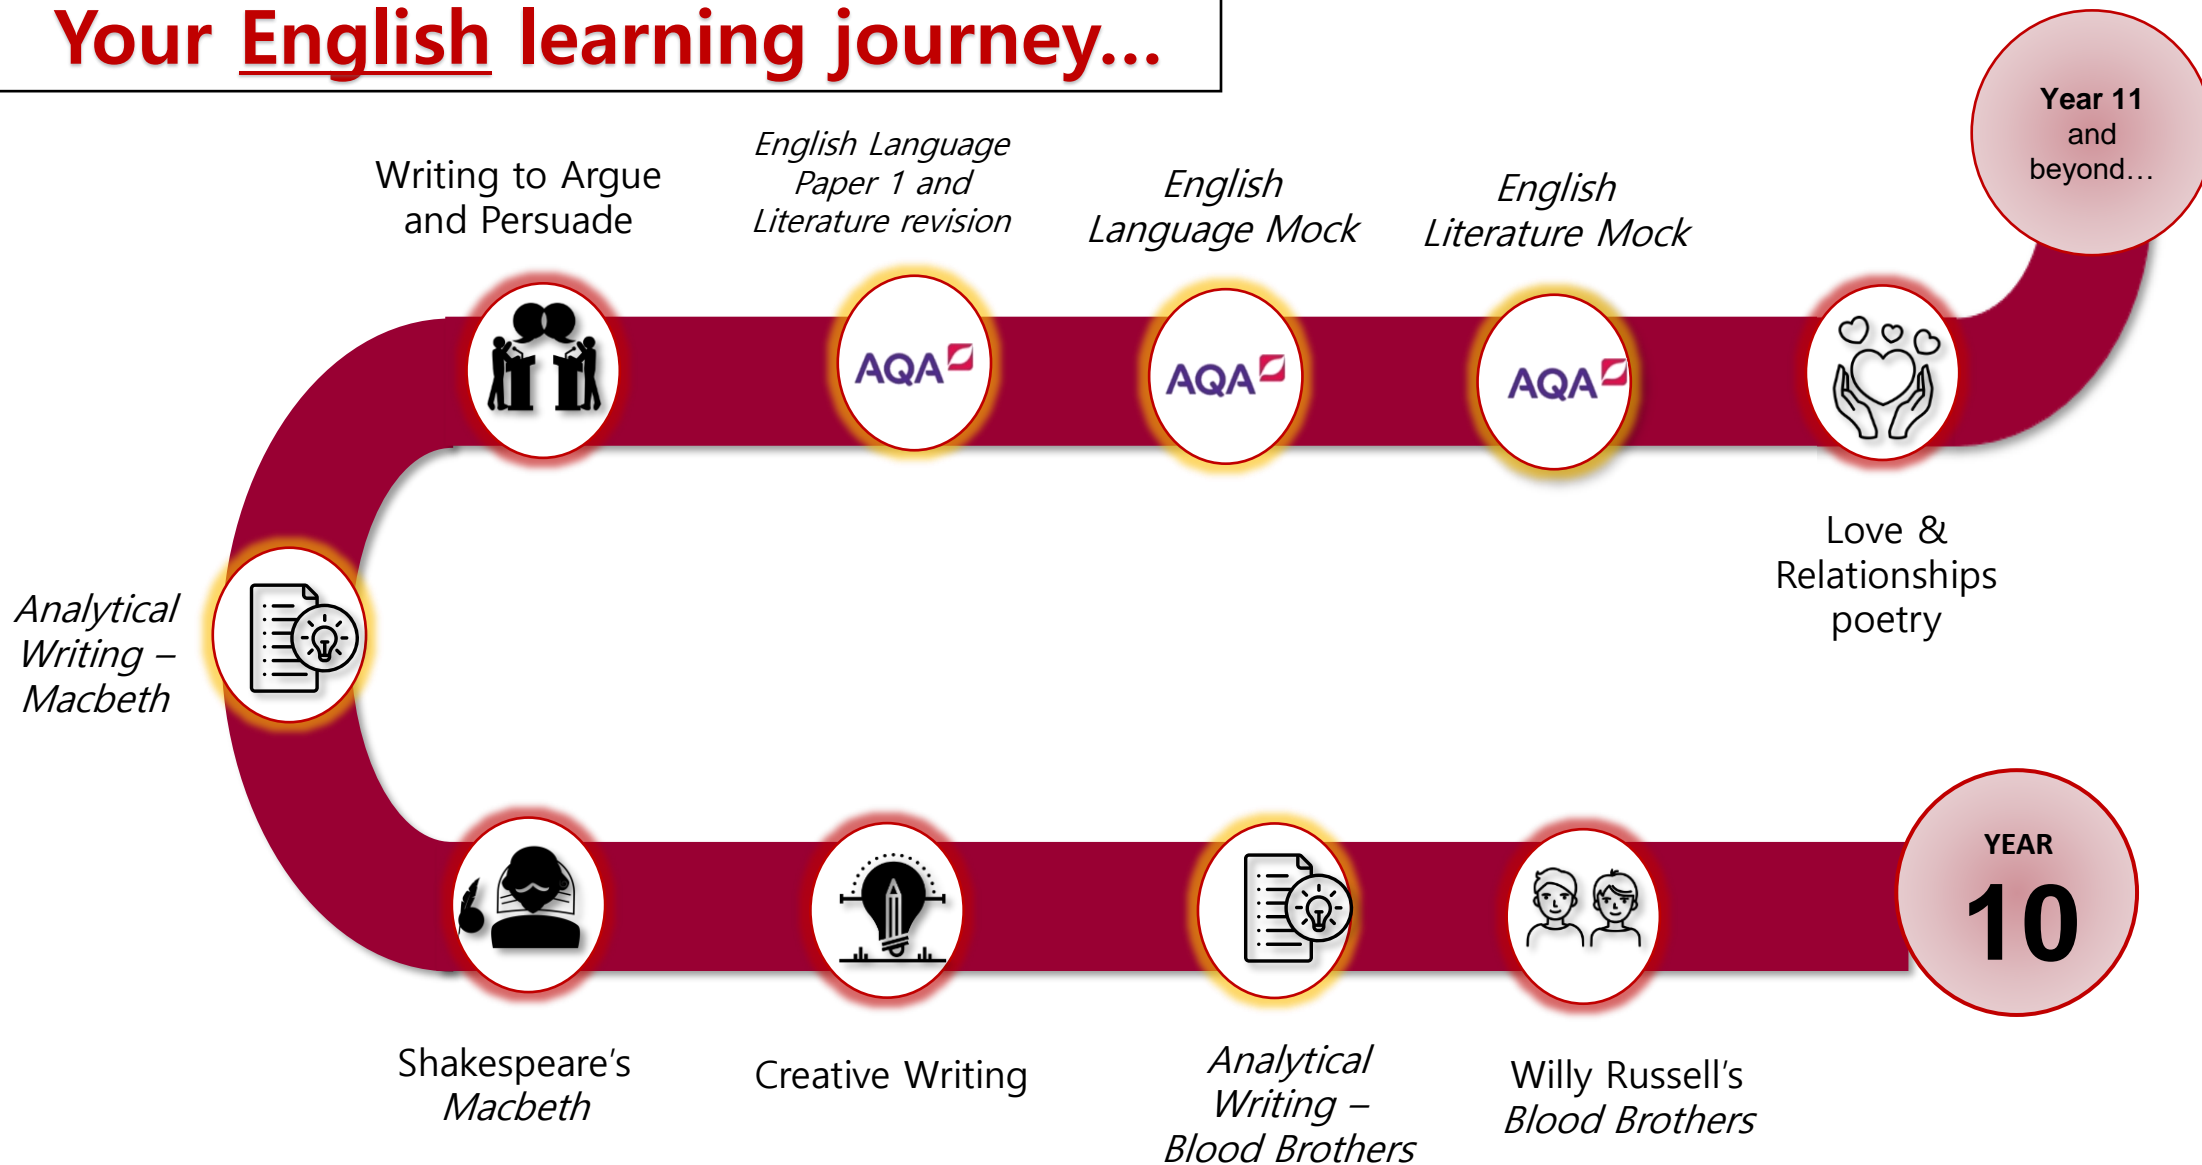 Your English learning journey...
Year 11
and
beyond...
Writing to Argue
and Persuade
English Language
Paper 1 and
Literature revision
English
Language Mock
English
Literature Mock
AQA
AQA
AQA
Love &
Relationships
poetry
Analytical
Writing –
Macbeth
YEAR
10
Shakespeare's
Macbeth
Creative Writing
Analytical
Writing –
Blood Brothers
Willy Russell's
Blood Brothers